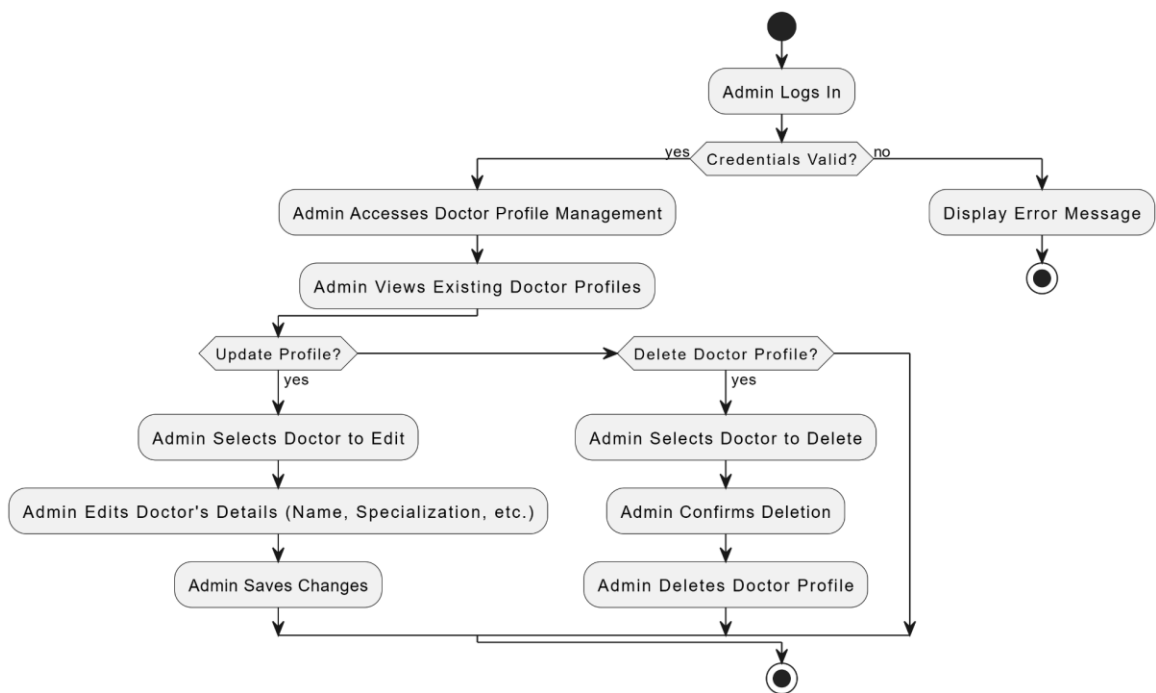 Admin Logs In
yes
Credentials Valid?
no
Admin Accesses Doctor Profile Management
Display Error Message
Admin Views Existing Doctor Profiles
Update Profile?
Delete Doctor Profile?
yes
yes
Admin Selects Doctor to Edit
Admin Selects Doctor to Delete
Admin Edits Doctor's Details (Name, Specialization, etc.)
Admin Confirms Deletion
Admin Saves Changes
Admin Deletes Doctor Profile